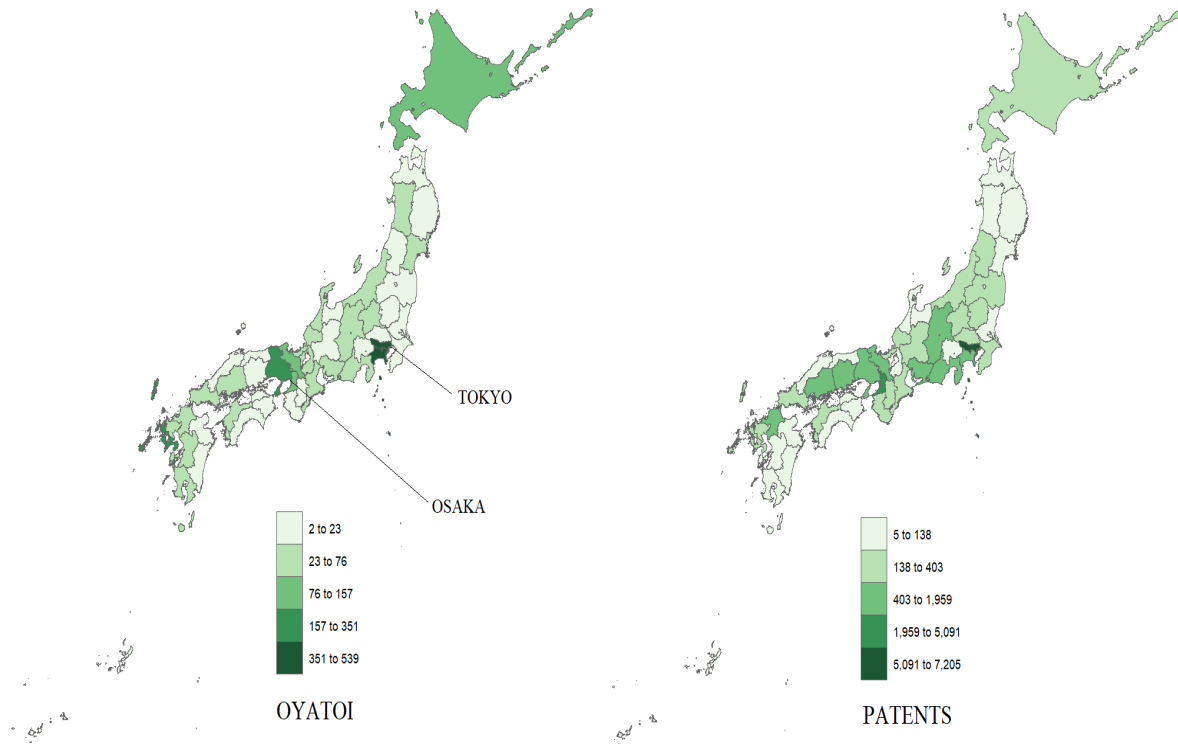 TOKYO
OSAKA
2 to 23
23 to 76
76 to 157
157 to 351
351 to 539
OYATOI
5 to 138
138 to 403
403 to 1,959
1,959 to 5,091
5,091 to 7,205
PATENTS